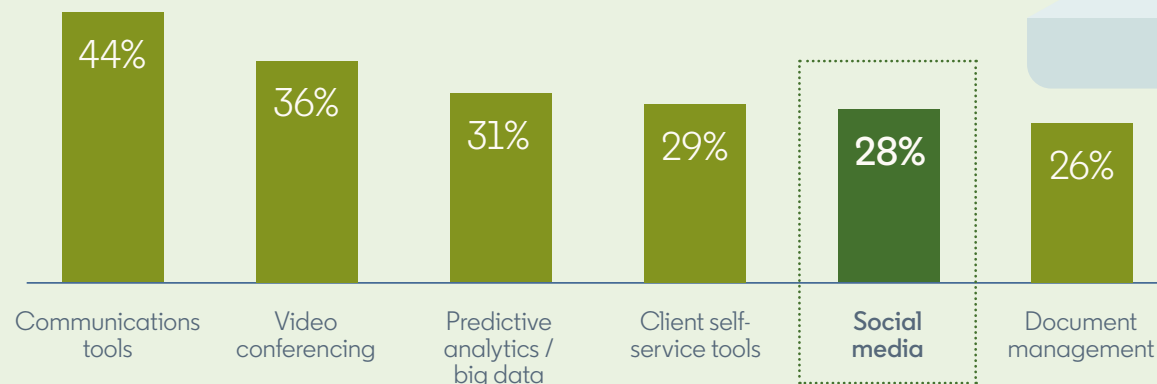 44%
36%
31%
29%
28%
26%
Communications
tools
Video
conferencing
Predictive
analytics /
big data
Client self-
service tools
Social
media
Document
management